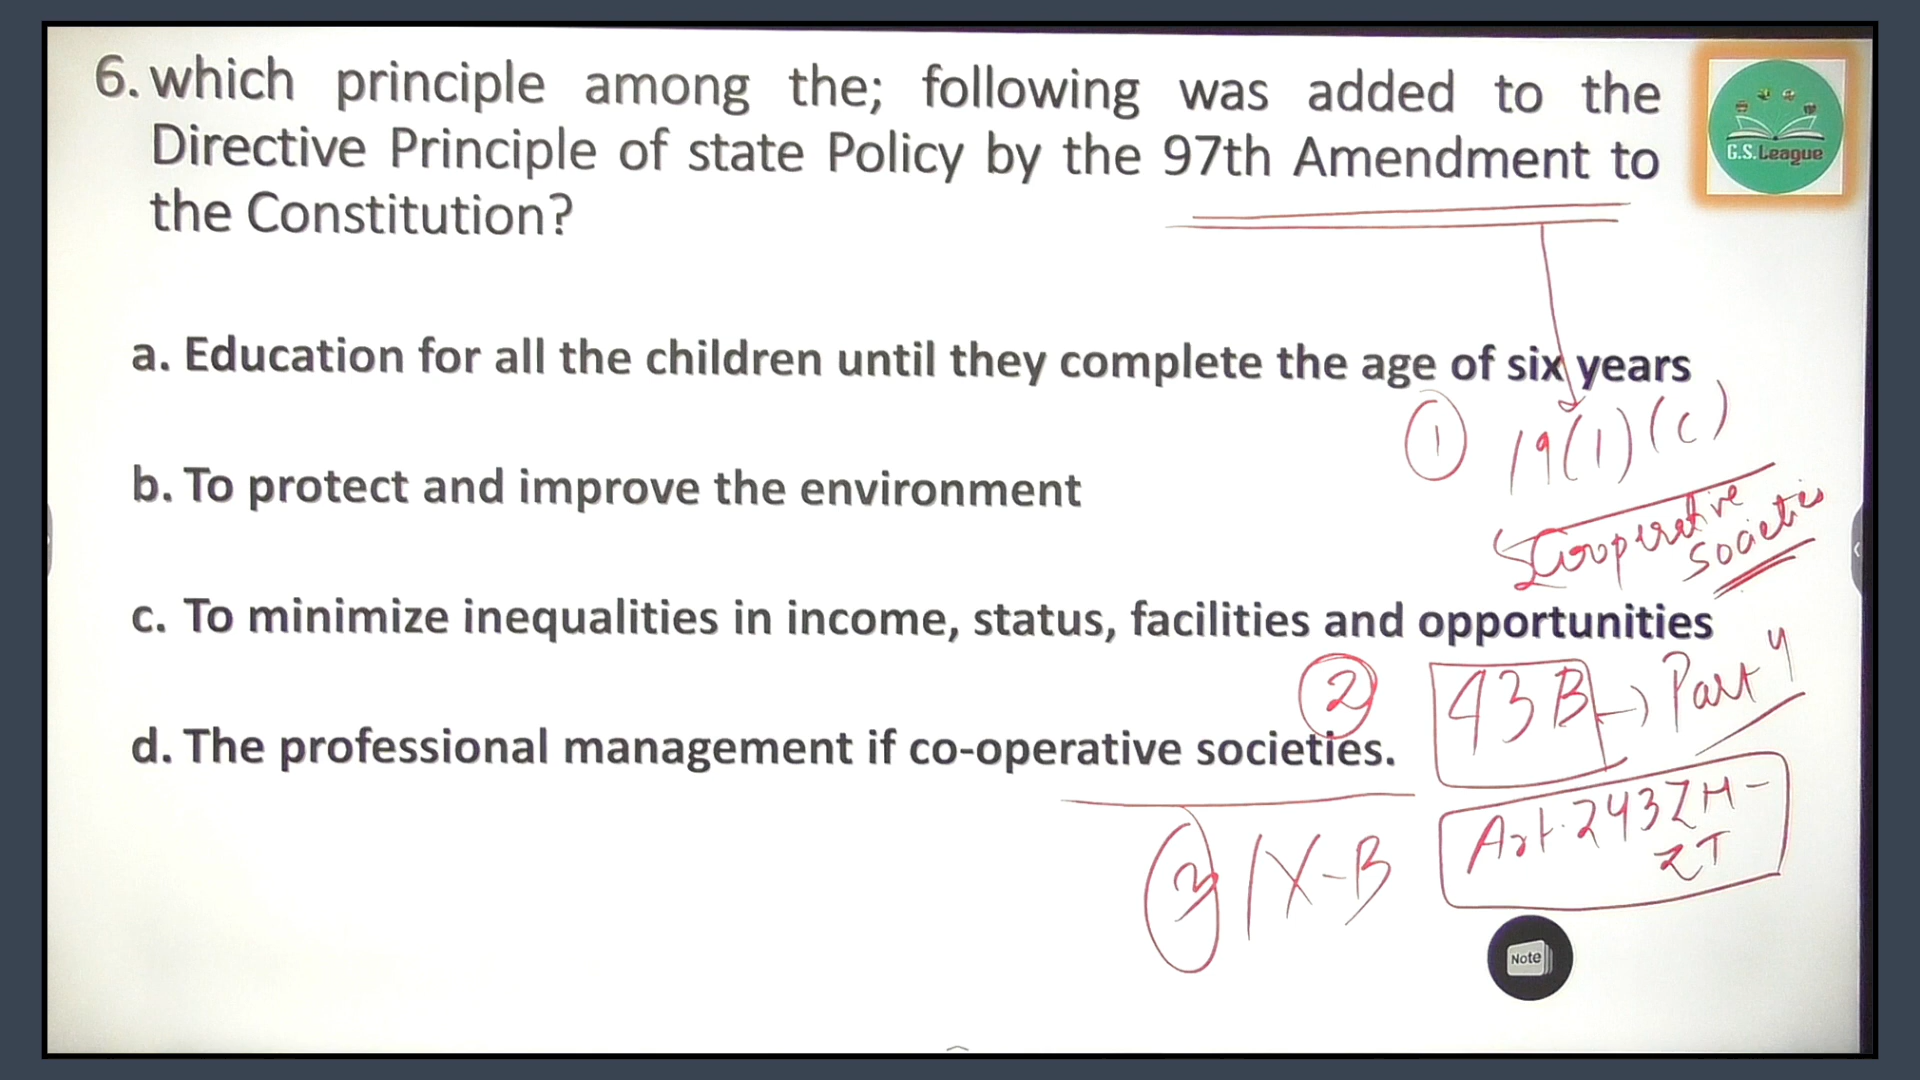 6. which principle among the; following was added to the
Directive Principle of state Policy by the 97th Amendment to
the Constitution?
G.S.League
a. Education for all the children until they complete the age of six years
① 19(1)(c)
b. To protect and improve the environment
Cooperative
Societies
c. To minimize inequalities in income, status, facilities and opportunities
② 43B → Part 4
d. The professional management if co-operative societies.
③ IX-B
Art. 243ZH-
ZT
Note